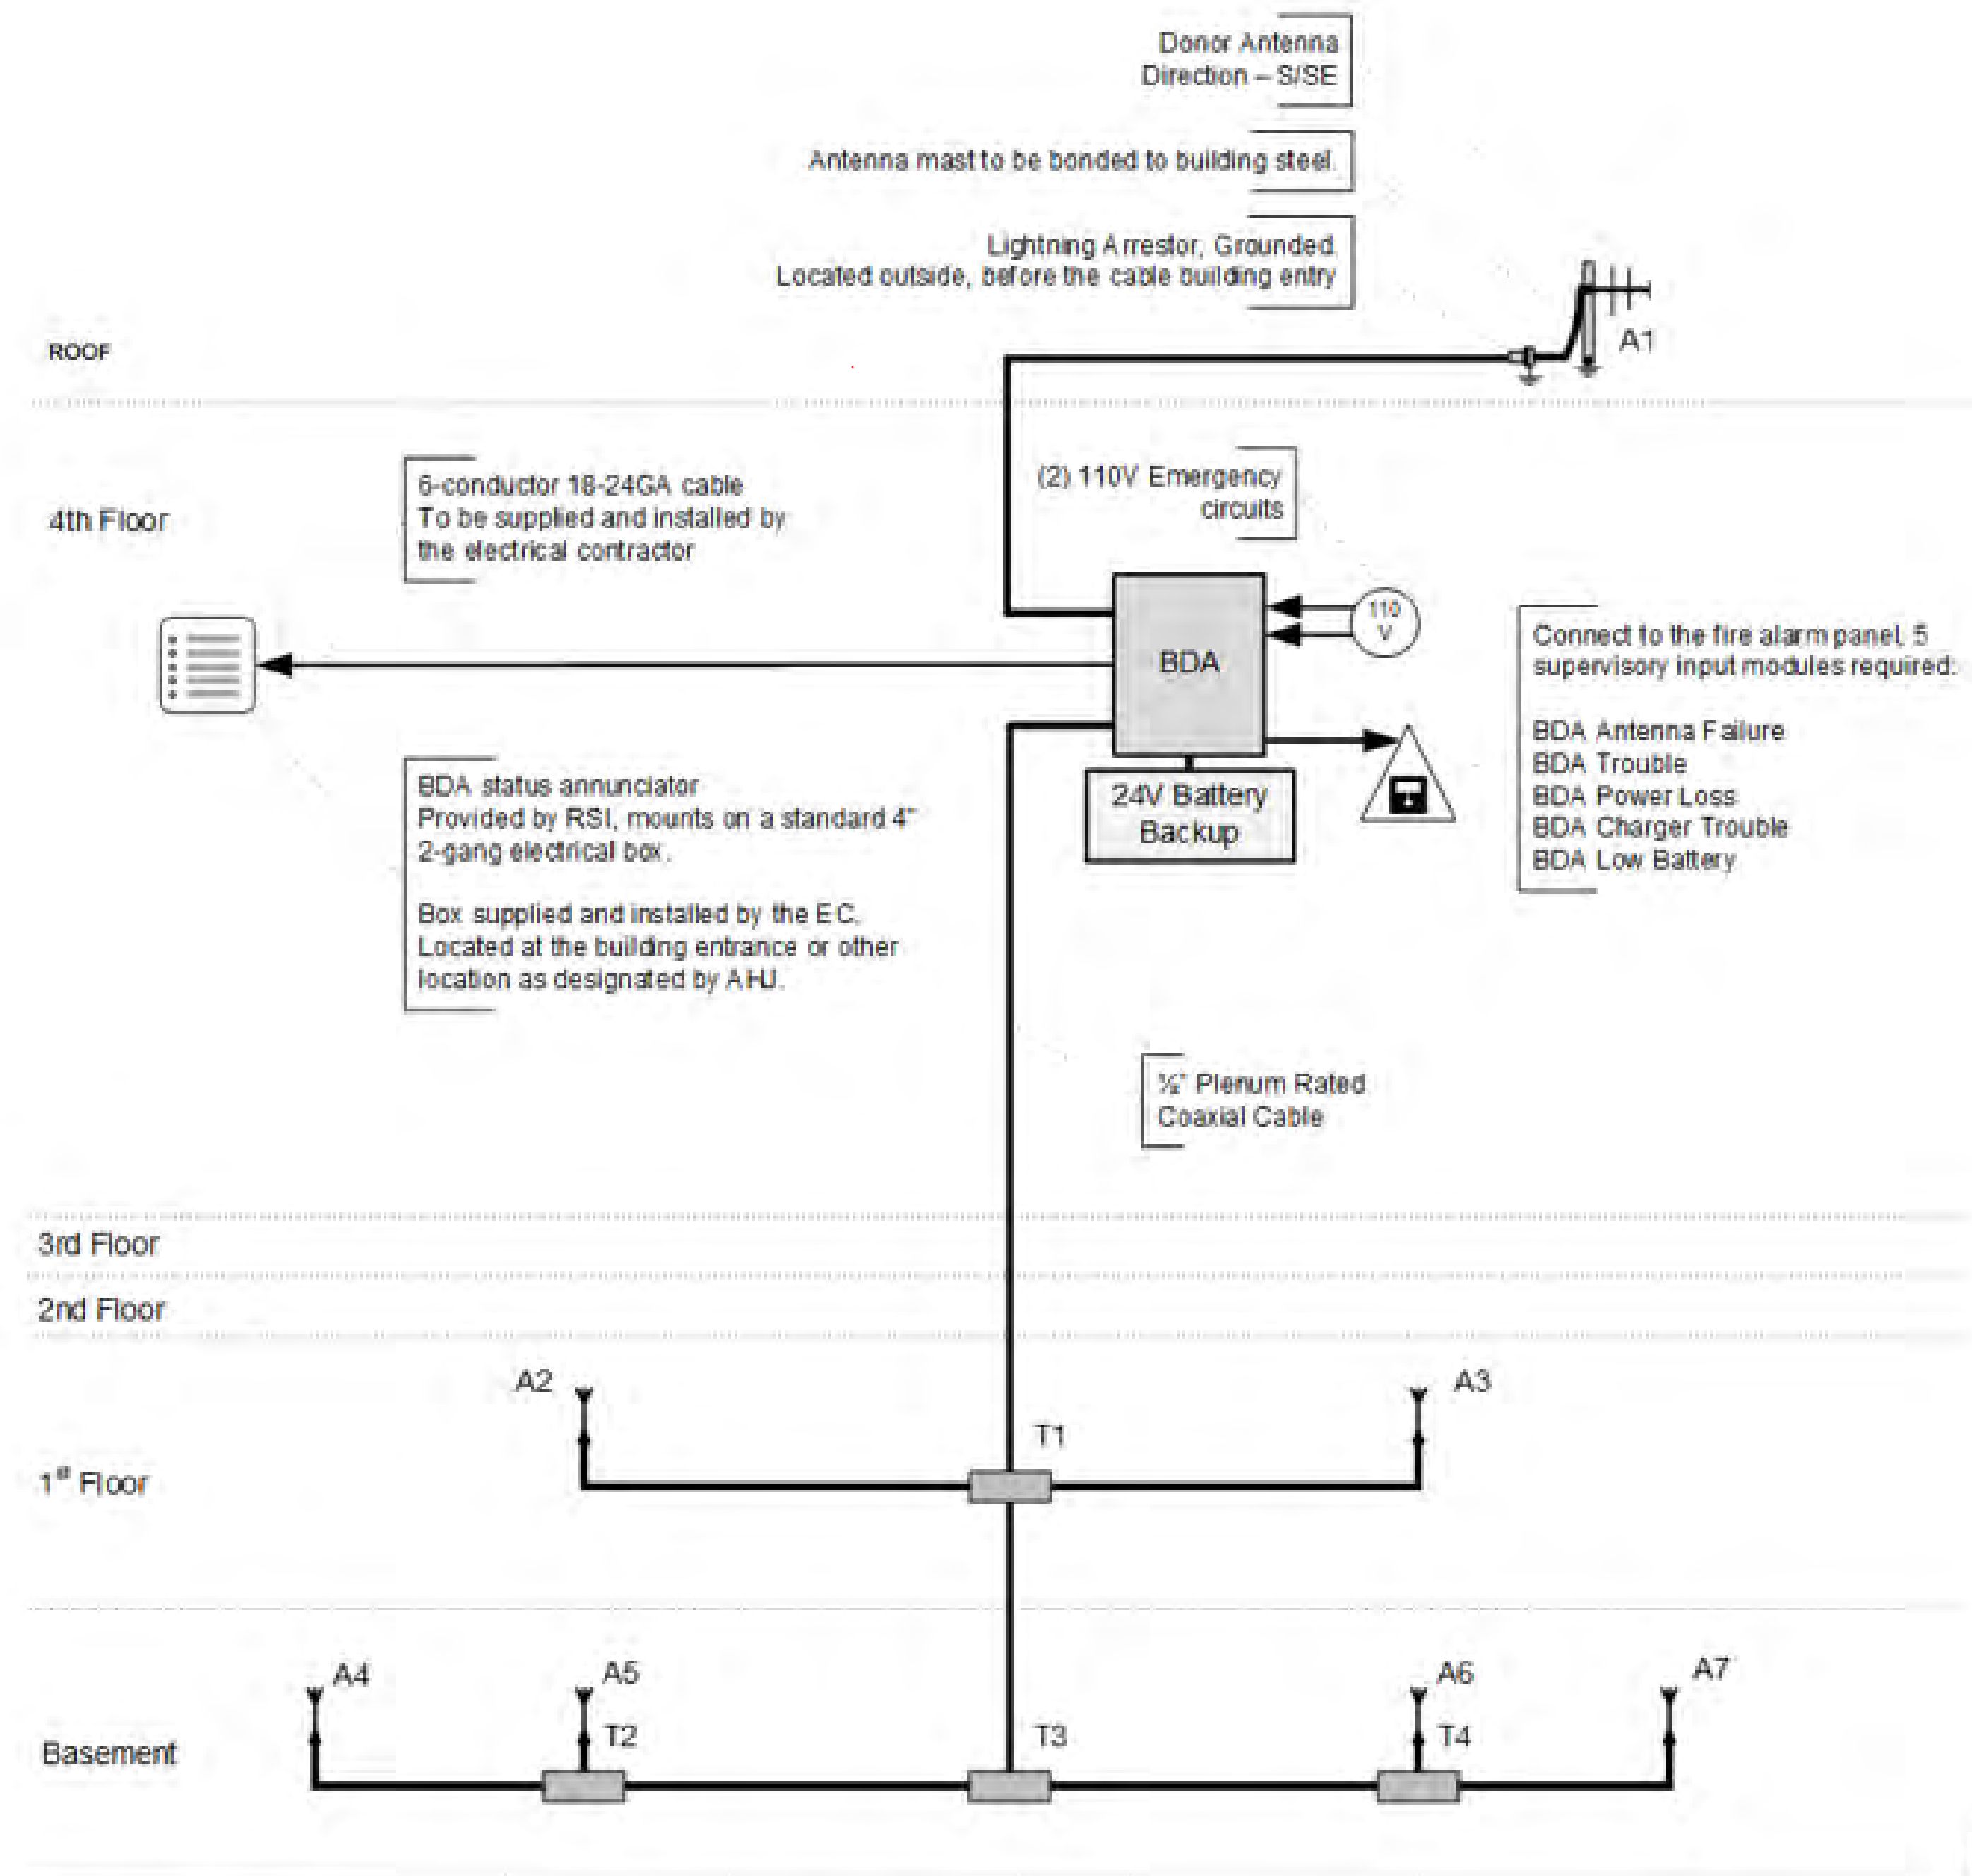 Donor Antenna
Direction – S/SE
Antenna mast to be bonded to building steel.
Lightning Arrestor, Grounded.
Located outside, before the cable building entry
A1
ROOF
(2) 110V Emergency
circuits
6-conductor 18-24GA cable
To be supplied and installed by
the electrical contractor
4th Floor
110
V
BDA
Connect to the fire alarm panel, 5
supervisory input modules required:
BDA Antenna Failure
BDA Trouble
BDA Power Loss
BDA Charger Trouble
BDA Low Battery
24V Battery
Backup
BDA status annunciator
Provided by RSI, mounts on a standard 4"
2-gang electrical box.
Box supplied and installed by the EC.
Located at the building entrance or other
location as designated by AHJ.
½" Plenum Rated
Coaxial Cable
3rd Floor
2nd Floor
A2
A3
T1
1st Floor
A4
A5
A6
A7
T2
T3
T4
Basement